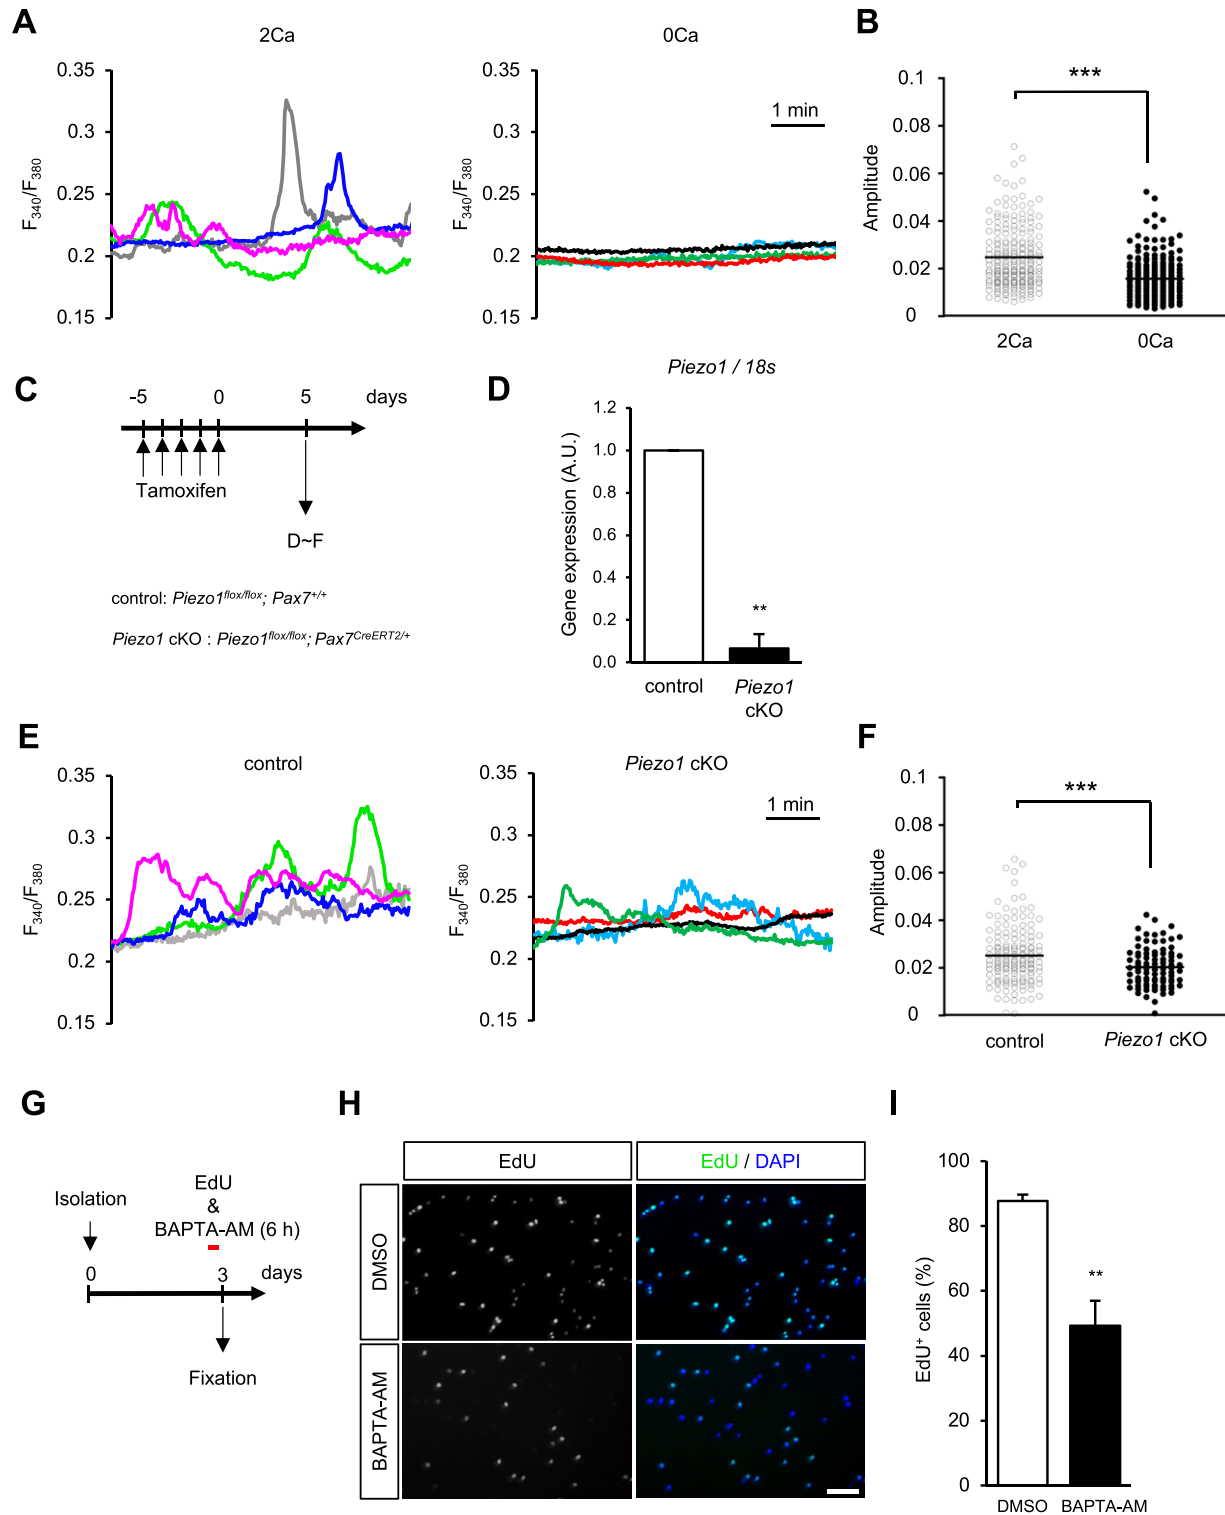 A
2Ca
0Ca
B
0.35
0.3
0.25
0.2
0.15
F340/F380
0.35
0.3
0.25
0.2
0.15
F340/F380
1 min
0.1
0.08
0.06
0.04
0.02
0
Amplitude
***
2Ca
0Ca
C
-5
0
5
days
Tamoxifen
D~F
control: Piezo1flox/flox; Pax7+/+
Piezo1 cKO : Piezo1flox/flox; Pax7CreERT2/+
D
Piezo1 / 18s
1.2
1.0
0.8
0.6
0.4
0.2
0.0
Gene expression (A.U.)
**
control
Piezo1
cKO
E
control
Piezo1 cKO
0.35
0.3
0.25
0.2
0.15
F340/F380
0.35
0.3
0.25
0.2
0.15
F340/F380
1 min
F
0.1
0.08
0.06
0.04
0.02
0
Amplitude
***
control
Piezo1 cKO
G
Isolation
EdU
&
BAPTA-AM (6 h)
0
3
days
Fixation
H
EdU
EdU / DAPI
DMSO
BAPTA-AM
I
100
80
60
40
20
0
EdU+ cells (%)
**
DMSO
BAPTA-AM